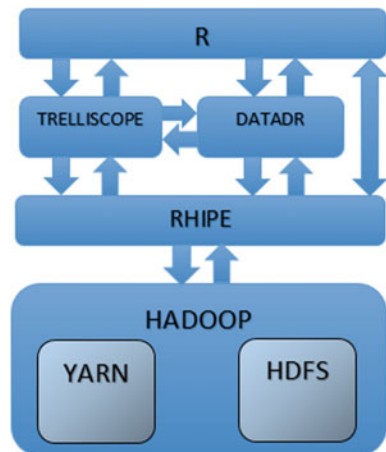 R
TRELLISCOPE
DATADR
RHIPE
HADOOP
YARN
HDFS